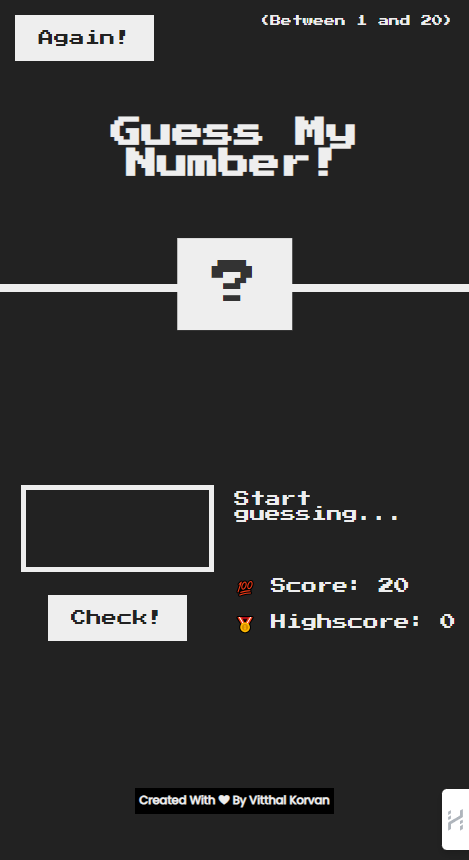 Again!
(Between 1 and 20)
Guess My
Number!
?
Start
guessing...
💯 Score: 20
Check!
🥇 Highscore: 0
Created With ❤ By Vitthal Korvan